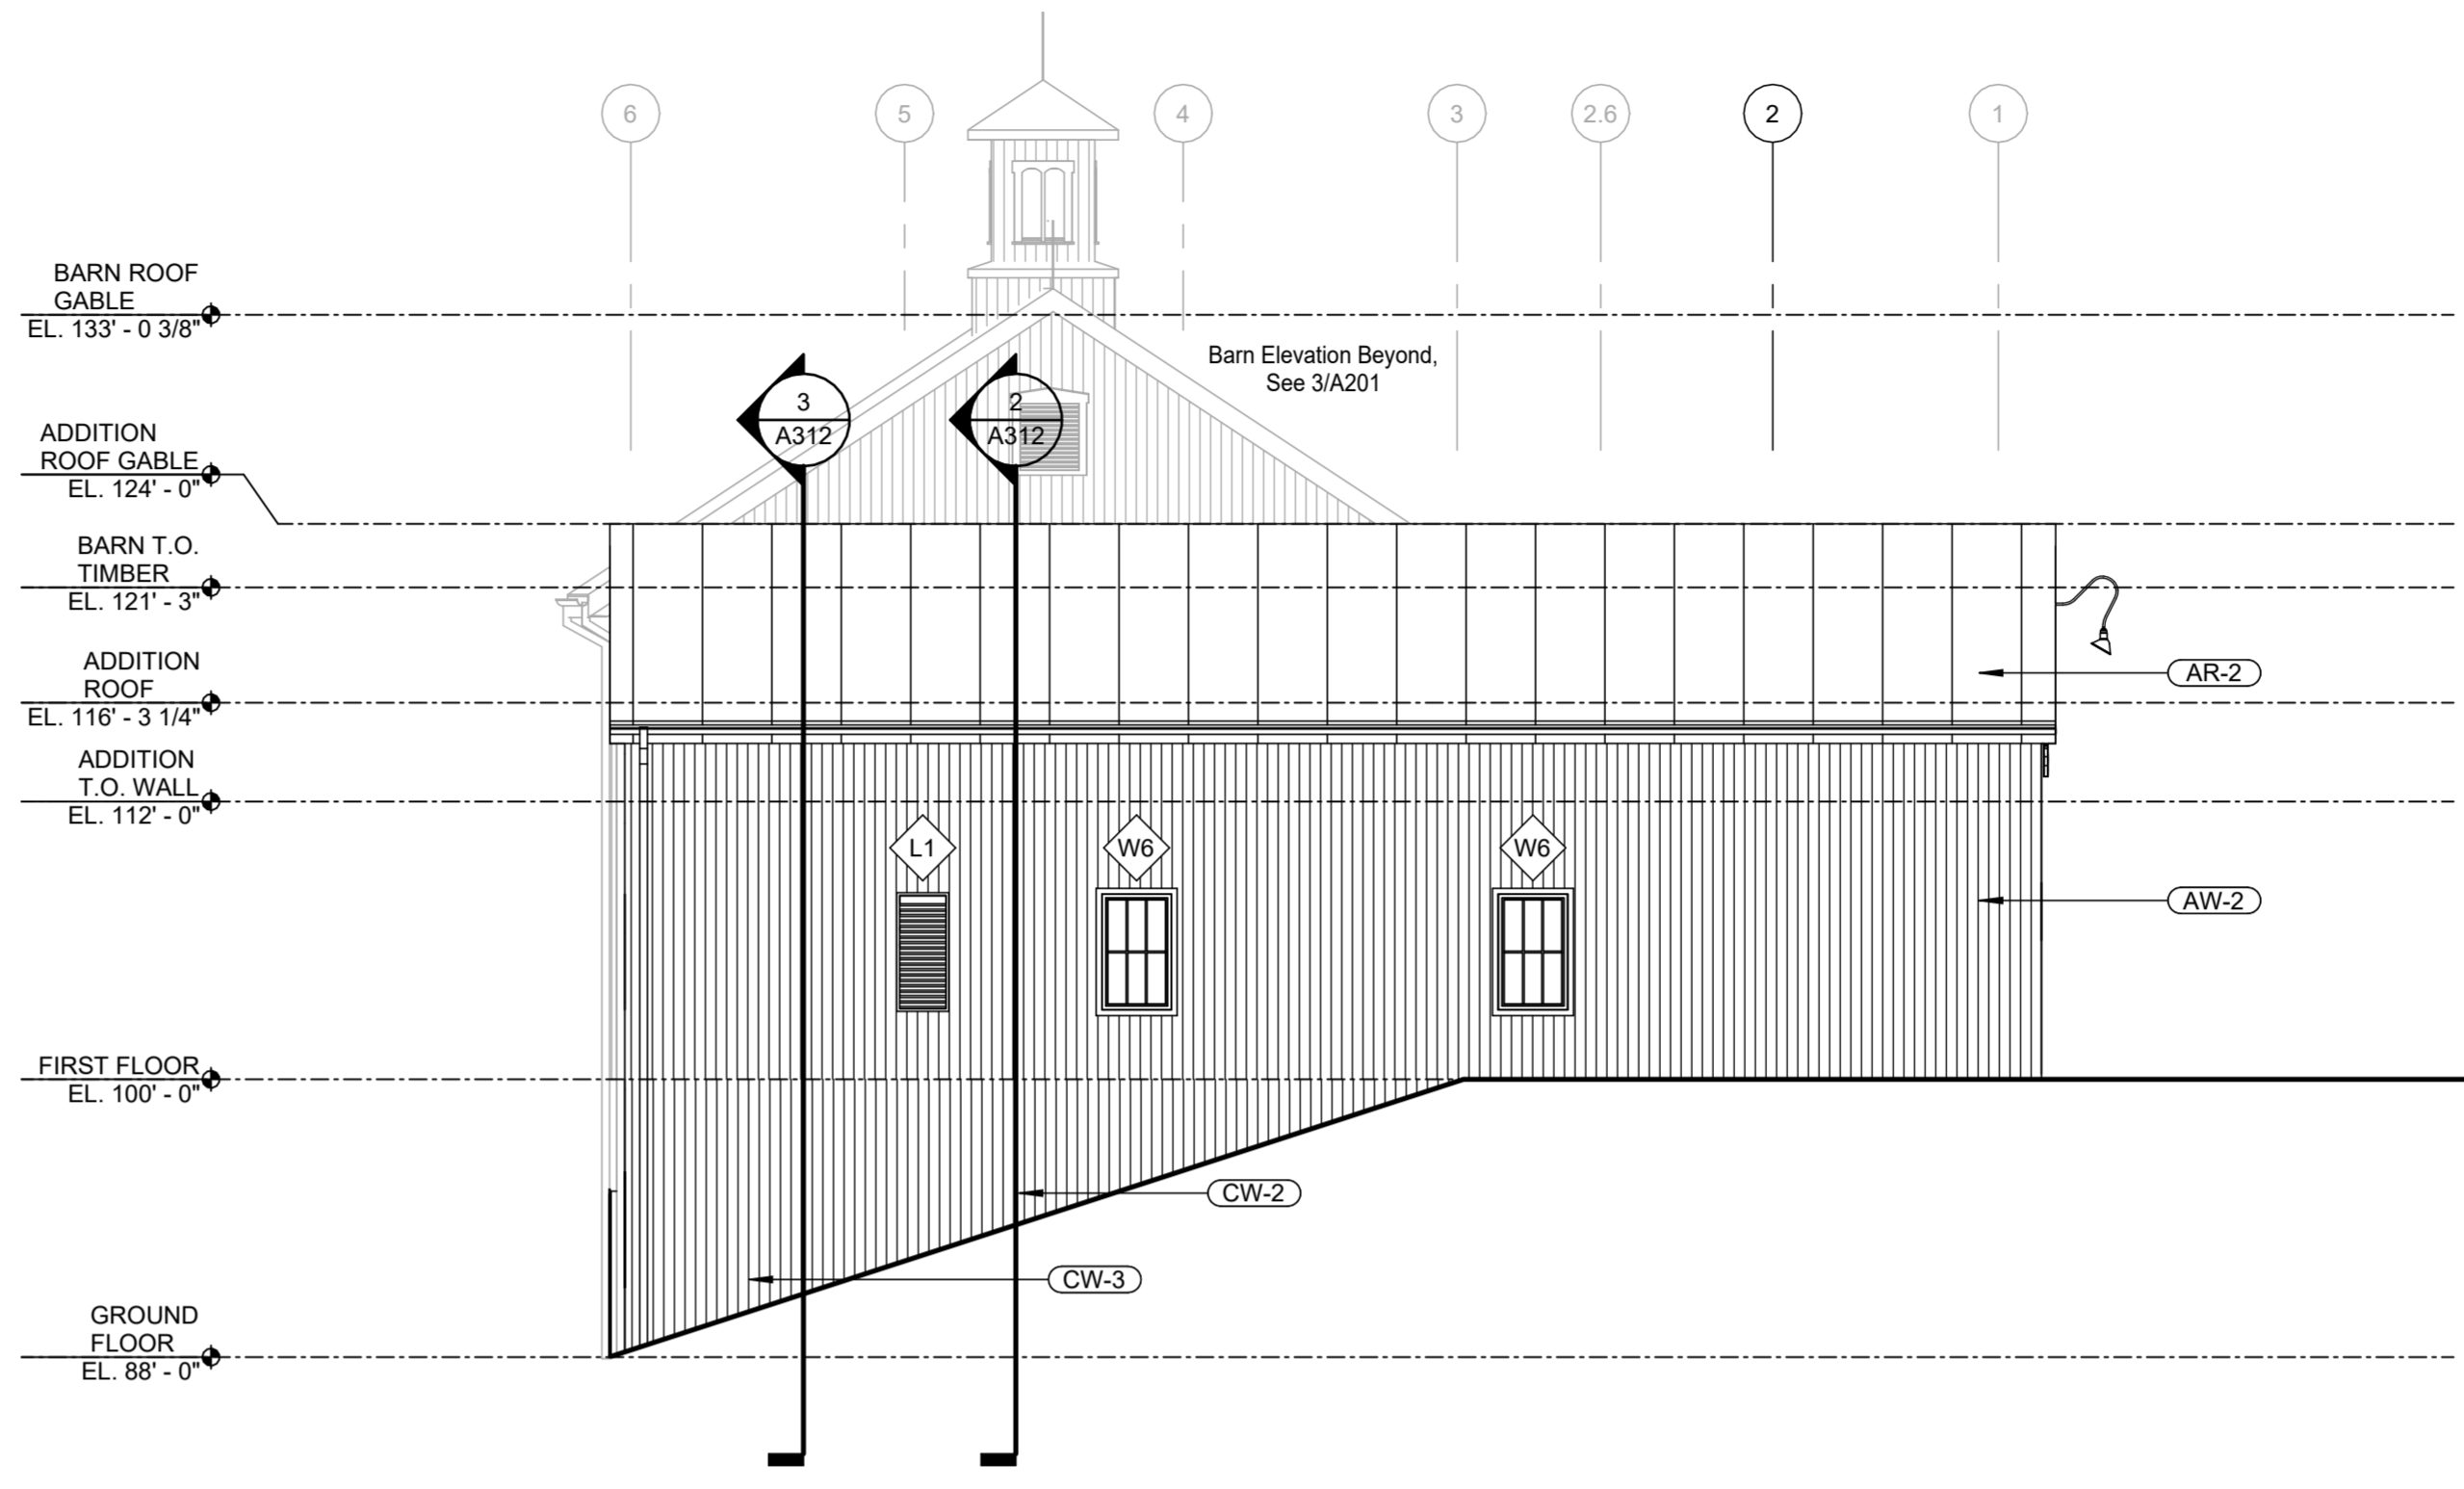 6
5
4
3
2.6
2
1
BARN ROOF
GABLE
EL. 133' - 0 3/8"
Barn Elevation Beyond,
See 3/A201
3
A312
2
A312
ADDITION
ROOF GABLE
EL. 124' - 0"
BARN T.O.
TIMBER
EL. 121' - 3"
ADDITION
ROOF
EL. 116' - 3 1/4"
AR-2
ADDITION
T.O. WALL
EL. 112' - 0"
L1
W6
W6
AW-2
FIRST FLOOR
EL. 100' - 0"
CW-2
CW-3
GROUND
FLOOR
EL. 88' - 0"